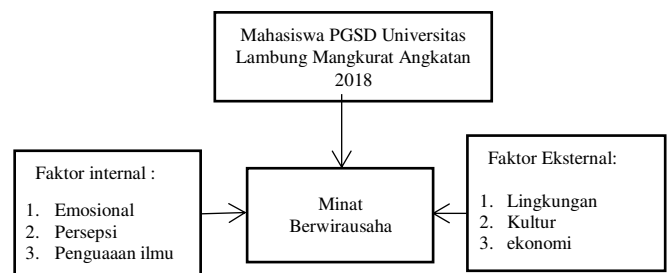 Mahasiswa PGSD Universitas
Lambung Mangkurat Angkatan
2018
Faktor internal :
1. Emosional
2. Persepsi
3. Penguaaan ilmu
Minat
Berwirausaha
Faktor Eksternal:
1. Lingkungan
2. Kultur
3. ekonomi